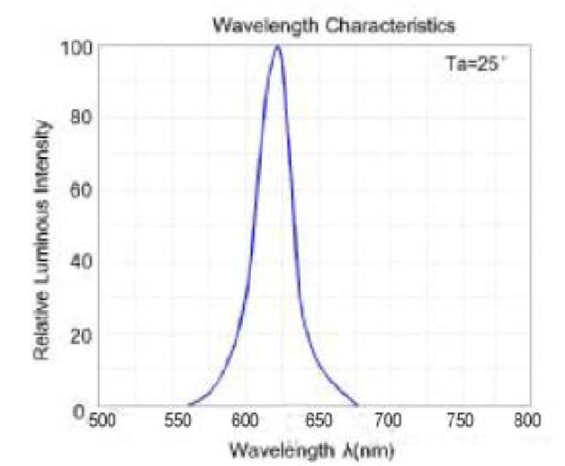 Wavelength Characteristics
Ta=25°
100
80
60
40
20
0
Relative Luminous Intensity
500 550 600 650 700 750 800
Wavelength λ(nm)